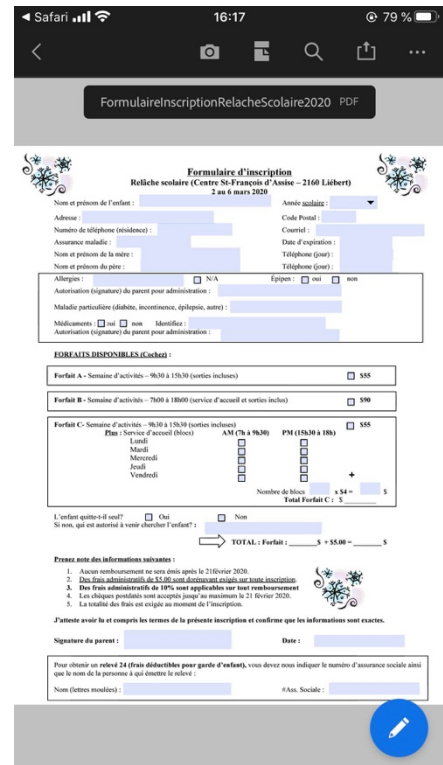 Safari 16:17 79 %
FormulaireInscriptionRelacheScolaire2020 PDF
Formulaire d'inscription
Relâche scolaire (Centre St-François d'Assise – 2160 Liébert)
2 au 6 mars 2020
Nom et prénom de l'enfant : Année scolaire :
Adresse : Code Postal :
Numéro de téléphone (résidence) : Courriel :
Assurance maladie : Date d'expiration :
Nom et prénom de la mère : Téléphone (jour) :
Nom et prénom du père : Téléphone (jour) :
Allergies : N/A Épipen : oui non
Autorisation (signature) du parent pour administration :
Maladie particulière (diabète, incontinence, épilepsie, autre) :
Médicaments : oui non Identifiez :
Autorisation (signature) du parent pour administration :
FORFAITS DISPONIBLES (Cochez) :
Forfait A - Semaine d'activités – 9h30 à 15h30 (sorties incluses) $55
Forfait B - Semaine d'activités – 7h00 à 18h00 (service d'accueil et sorties inclus) $90
Forfait C- Semaine d'activités – 9h30 à 15h30 (sorties incluses) $55
Plus : Service d'accueil (blocs) AM (7h à 9h30) PM (15h30 à 18h)
Lundi
Mardi
Mercredi
Jeudi
Vendredi +
Nombre de blocs x $4 = $
Total Forfait C : $
L'enfant quitte-t-il seul? Oui Non
Si non, qui est autorisé à venir chercher l'enfant? :
TOTAL : Forfait : $ + $5.00 = $
Prenez note des informations suivantes :
1. Aucun remboursement ne sera émis après le 21février 2020.
2. Des frais administratifs de $5.00 sont dorénavant exigés sur toute inscription.
3. Des frais administratifs de 10% sont applicables sur tout remboursement
4. Les chèques postdatés sont acceptés jusqu'au maximum le 21 février 2020.
5. La totalité des frais est exigée au moment de l'inscription.
J'atteste avoir lu et compris les termes de la présente inscription et confirme que les informations sont exactes.
Signature du parent : Date :
Pour obtenir un relevé 24 (frais déductibles pour garde d'enfant), vous devez nous indiquer le numéro d'assurance sociale ainsi
que le nom de la personne à qui émettre le relevé :
Nom (lettres moulées) : #Ass. Sociale :